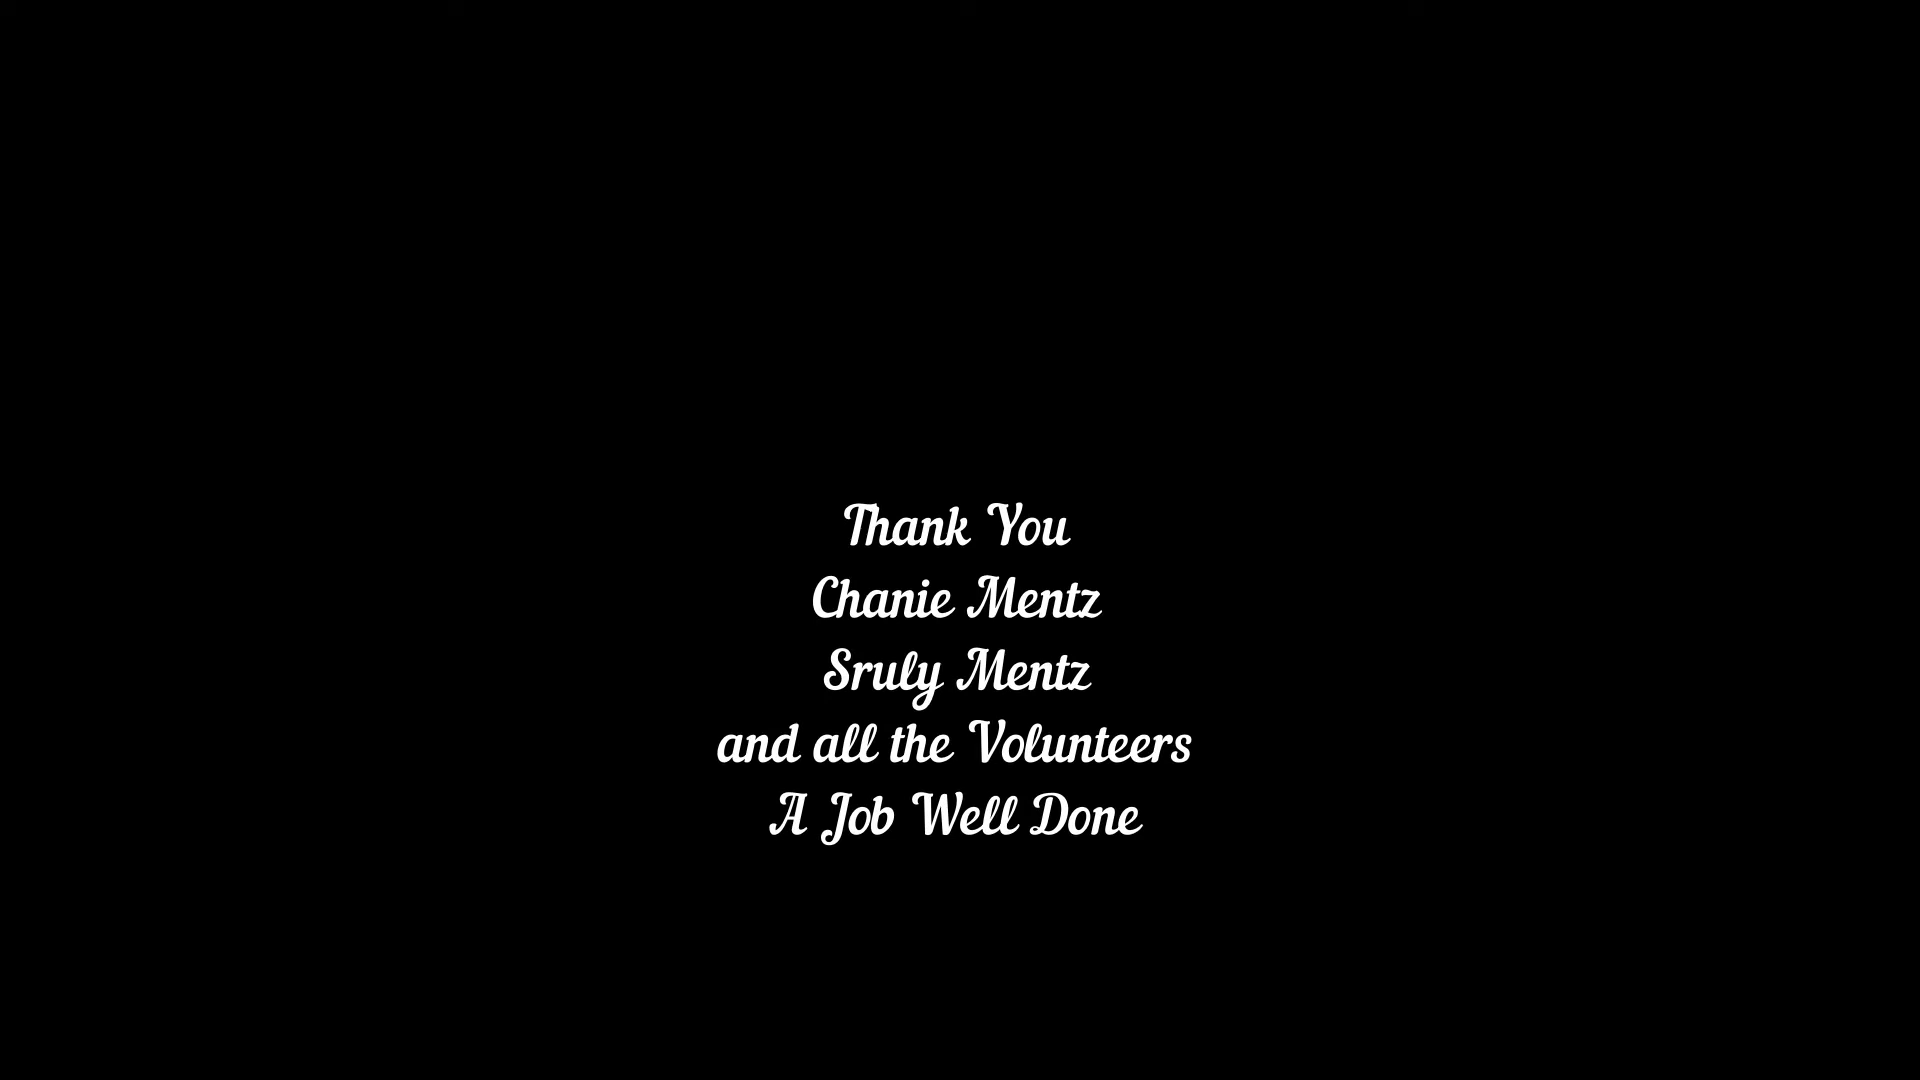 Thank You
Chanie Mentz
Sruly Mentz
and all the Volunteers
A Job Well Done